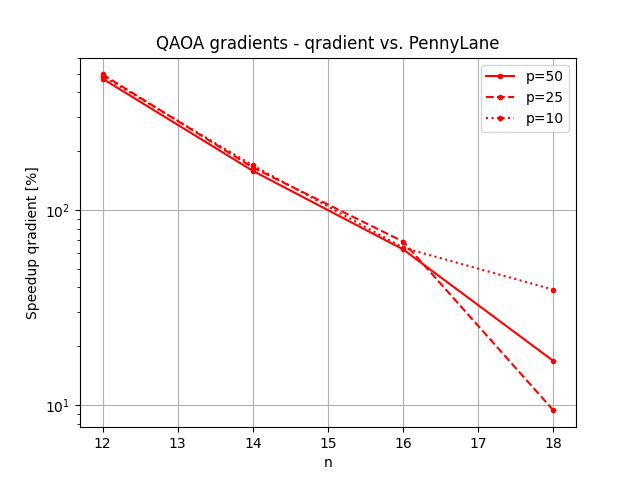 QAOA gradients - qradient vs. PennyLane
Speedup qradient [%]
10²
10¹
p=50
p=25
p=10
12 13 14 15 16 17 18
n